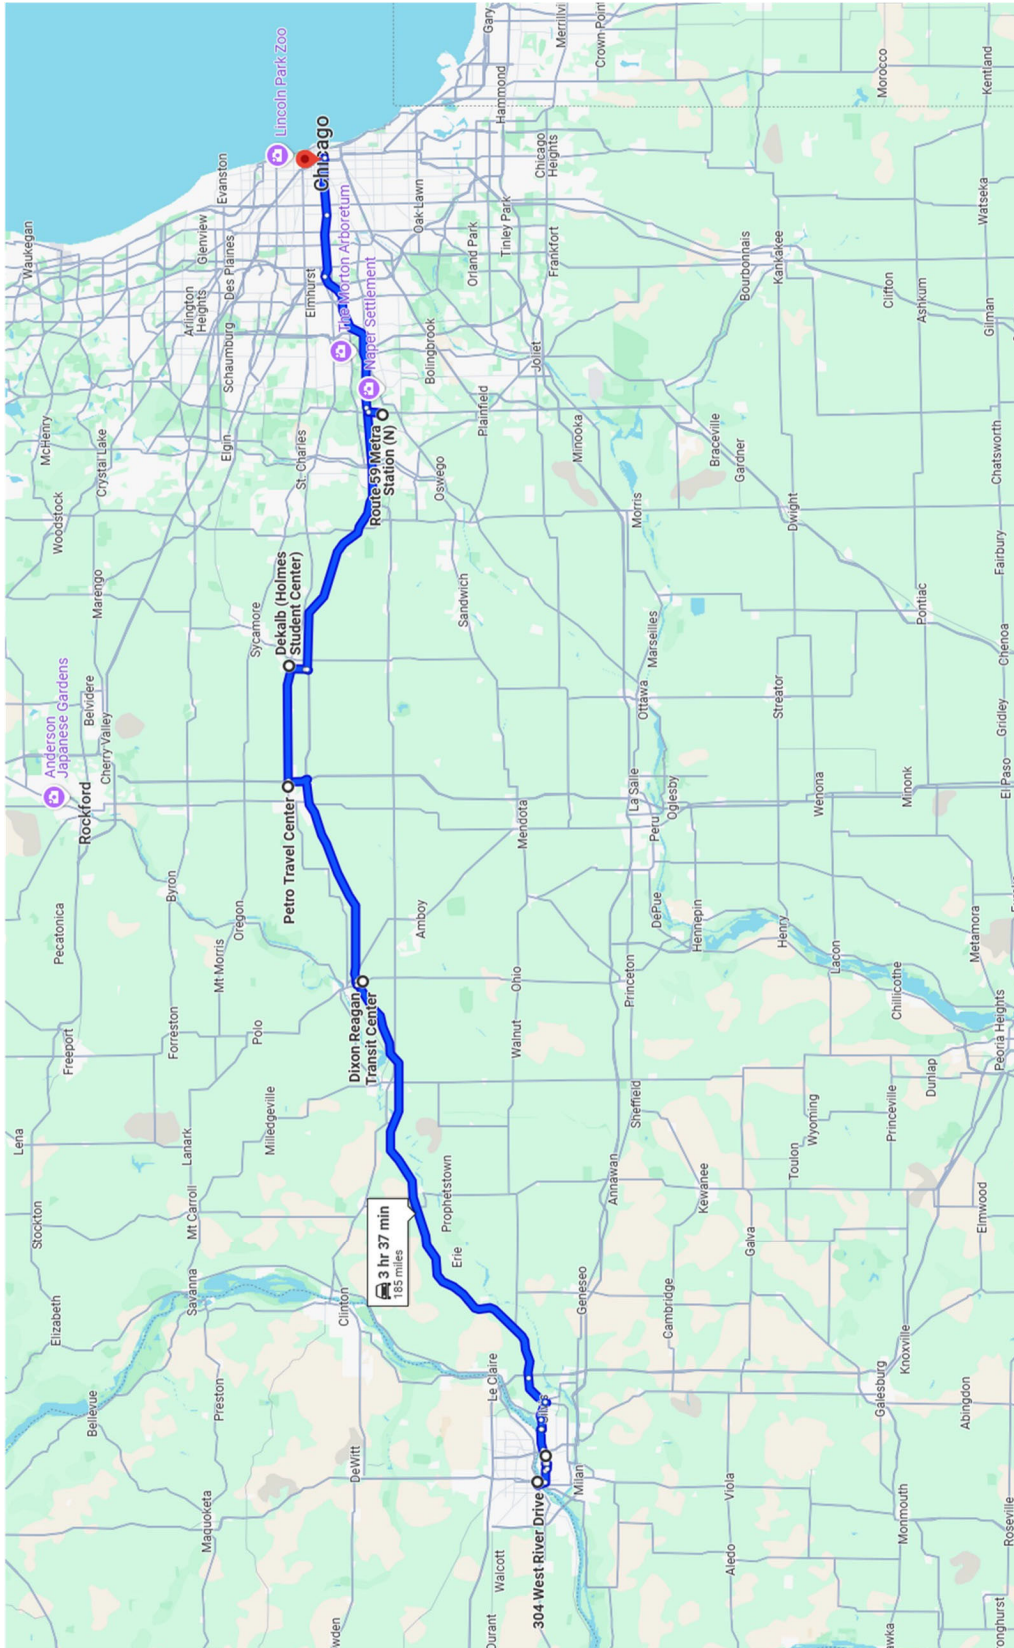 Lincoln Park Zoo
Chicago
The Morton Arboretum
Naper Settlement
Route 59 Metra
Station (N)
Dekalb (Holmes
Student Center)
Petro Travel Center
Dixon Reagan
Transit Center
3 hr 37 min
185 miles
304 West River Drive
Anderson
Japanese Gardens
Rockford
Waukegan
Evanston
Glenview
Des Plaines
Arlington
Heights
Schaumburg
Elmhurst
McHenry
Crystal Lake
Woodstock
Marengo
Elgin
St. Charles
Sycamore
Belvidere
Cherry Valley
Byron
Oregon
Pecatonica
Mt Morris
Freeport
Forreston
Polo
Lena
Lanark
Milledgeville
Stockton
Mt Carroll
Savanna
Elizabeth
Clinton
Bellevue
Preston
Maquoketa
DeWitt
Gary
Merrillvi
Crown Poin
Hammond
Morocco
Kentland
Chicago
Heights
Oak Lawn
Tinley Park
Orland Park
Frankfort
Watseka
Bourbonnais
Kankakee
Clifton
Ashkum
Gilman
Bolingbrook
Joliet
Plainfield
Minooka
Braceville
Gardner
Chatsworth
Oswego
Morris
Dwight
Fairbury
Sandwich
Marseilles
Pontiac
Chenoa
Ottawa
Streator
Gridley
La Salle
Oglesby
Peru
Mendota
Wenona
Minonk
El Paso
Amboy
DePue
Hennepin
Henry
Lacon
Metamora
Ohio
Princeton
Chillicothe
Walnut
Peoria Heights
Dunlap
Sheffield
Wyoming
Princeville
Toulon
Annawan
Kewanee
Prophetstown
Erie
Elmwood
Galva
Geneseo
Cambridge
Knoxville
Galesburg
Abingdon
Le Claire
Milan
Viola
Monmouth
Roseville
Walcott
Aledo
Durant
wden
wka
onghurst